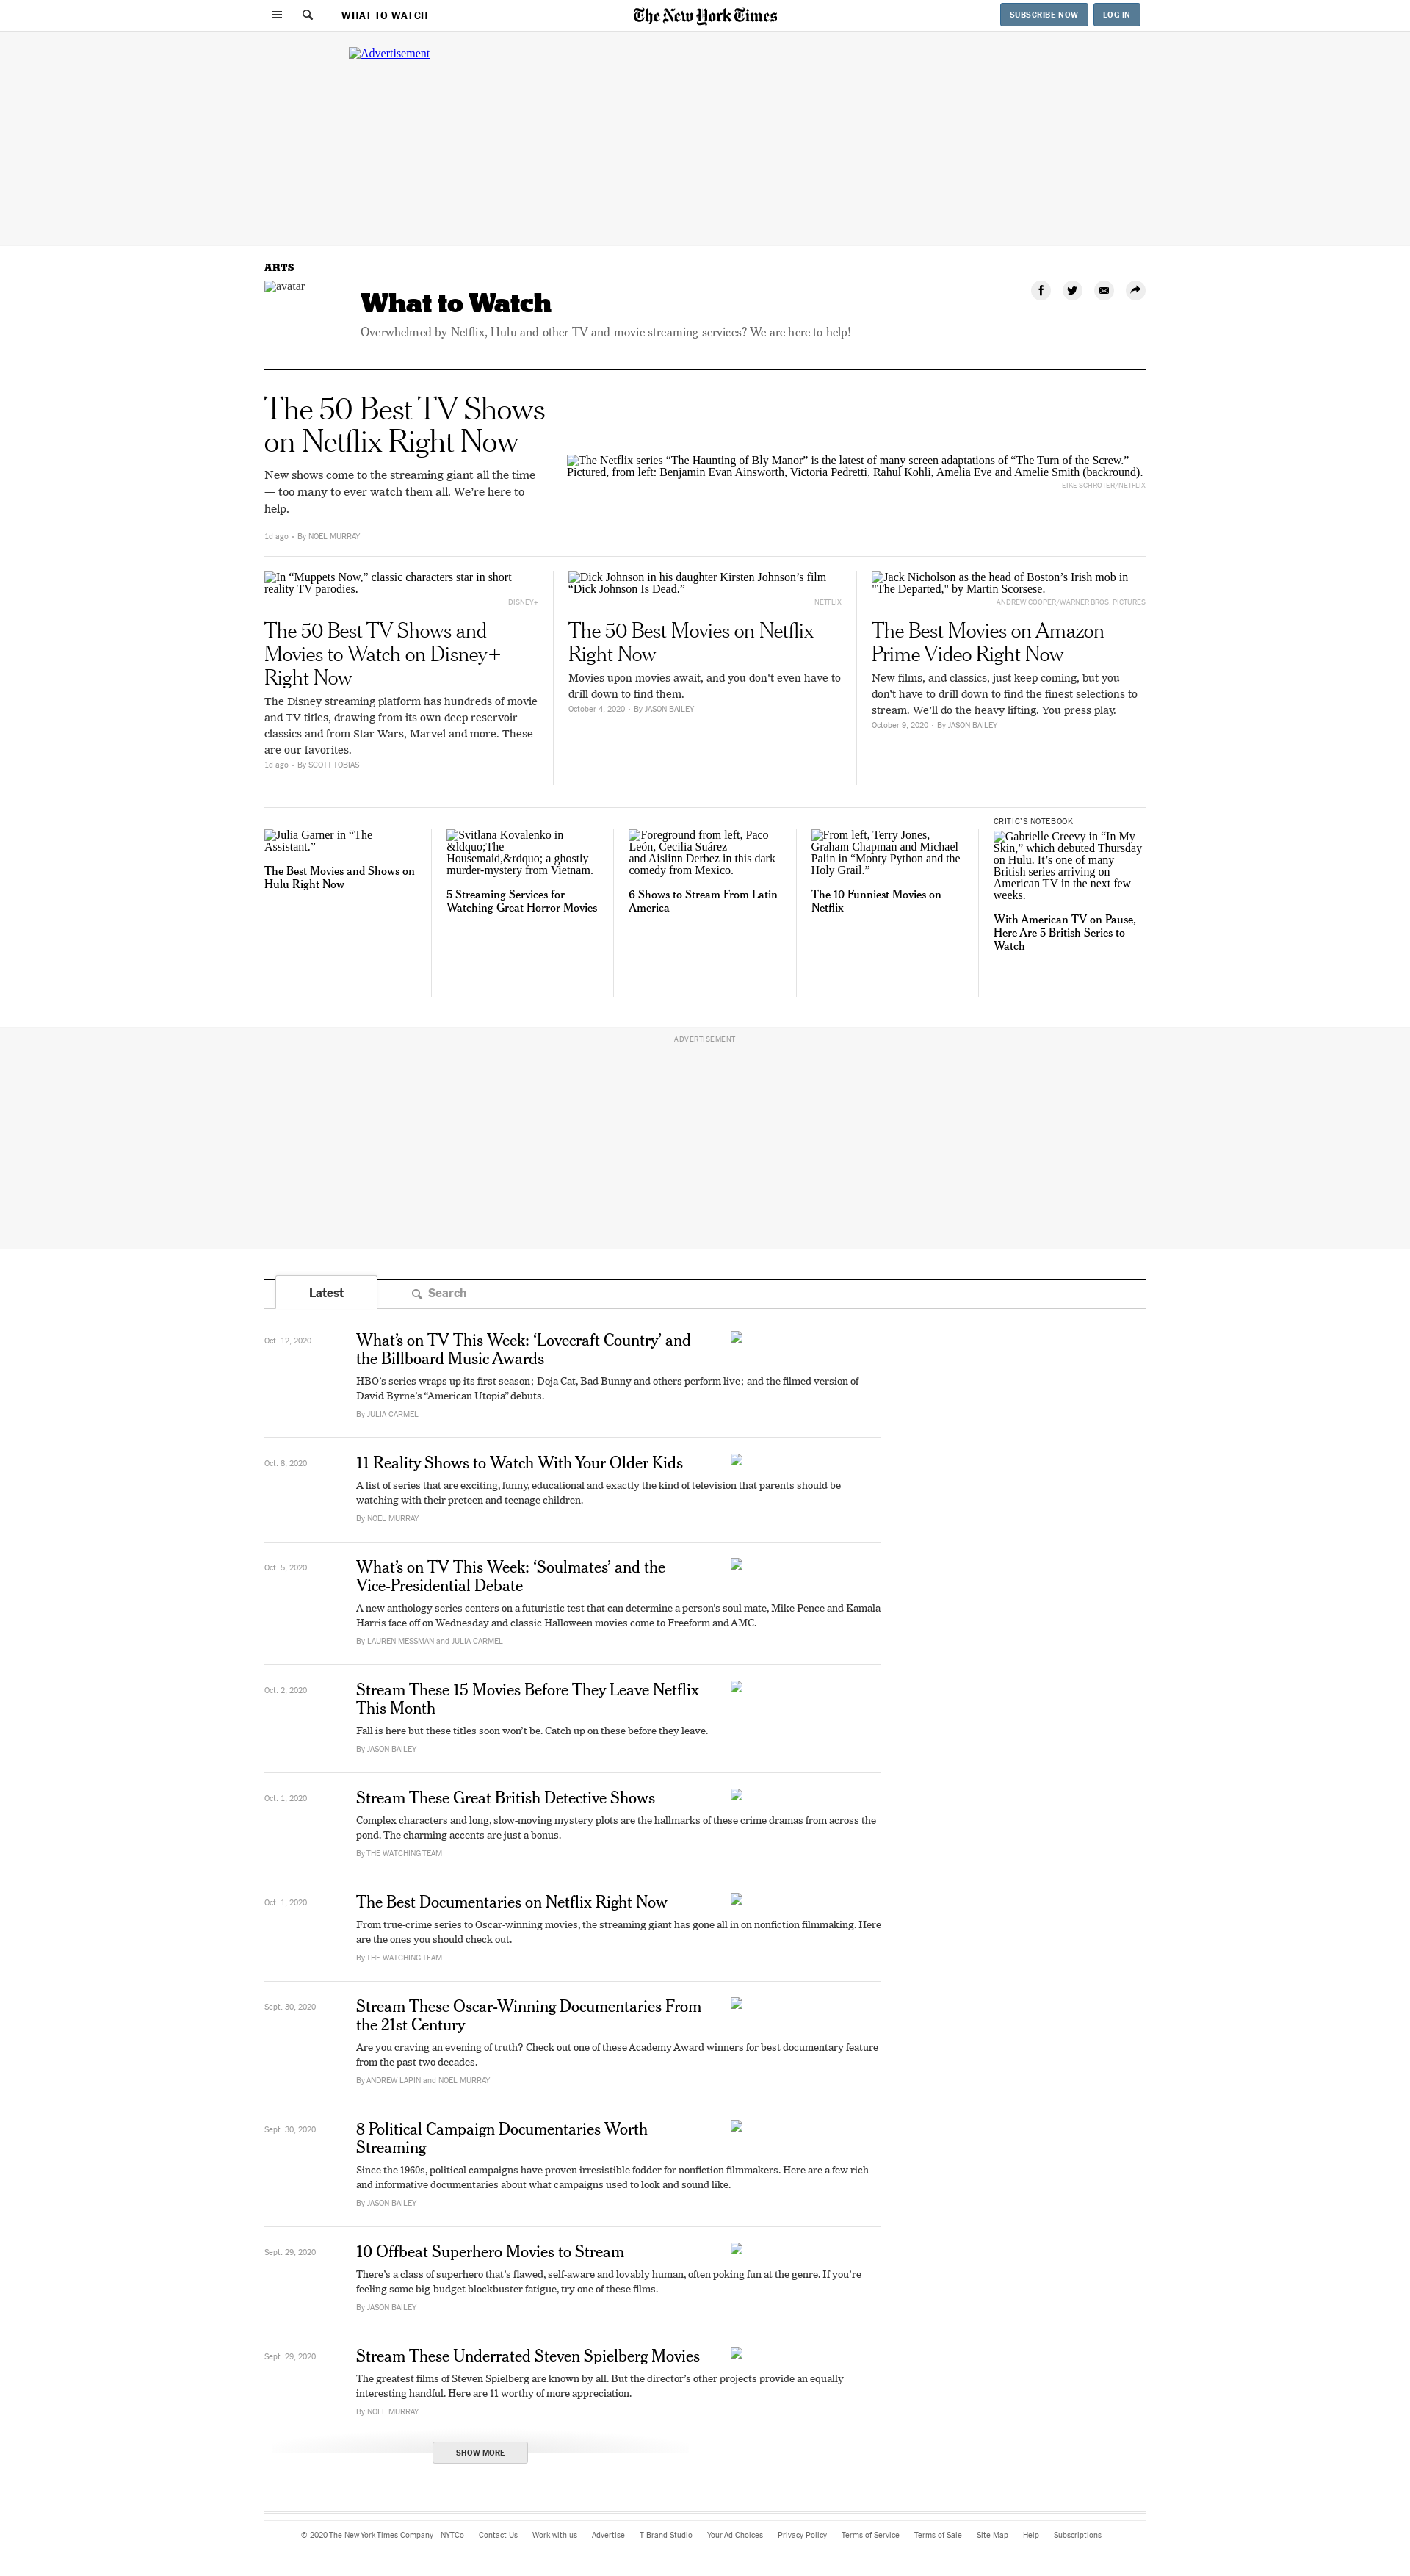 WHAT TO WATCH
The New York Times
SUBSCRIBE NOW
LOG IN
Advertisement
ARTS
avatar
What to Watch
Overwhelmed by Netflix, Hulu and other TV and movie streaming services? We are here to help!
The 50 Best TV Shows
on Netflix Right Now
New shows come to the streaming giant all the time
— too many to ever watch them all. We’re here to
help.
1d ago • By NOEL MURRAY
The Netflix series “The Haunting of Bly Manor” is the latest of many screen adaptations of “The Turn of the Screw.”
Pictured, from left: Benjamin Evan Ainsworth, Victoria Pedretti, Rahul Kohli, Amelia Eve and Amelie Smith (backround).
EIKE SCHROTER/NETFLIX
In “Muppets Now,” classic characters star in short
reality TV parodies.
DISNEY+
The 50 Best TV Shows and
Movies to Watch on Disney+
Right Now
The Disney streaming platform has hundreds of movie
and TV titles, drawing from its own deep reservoir
classics and from Star Wars, Marvel and more. These
are our favorites.
1d ago • By SCOTT TOBIAS
Dick Johnson in his daughter Kirsten Johnson’s film
“Dick Johnson Is Dead.”
NETFLIX
The 50 Best Movies on Netflix
Right Now
Movies upon movies await, and you don’t even have to
drill down to find them.
October 4, 2020 • By JASON BAILEY
Jack Nicholson as the head of Boston’s Irish mob in
"The Departed," by Martin Scorsese.
ANDREW COOPER/WARNER BROS. PICTURES
The Best Movies on Amazon
Prime Video Right Now
New films, and classics, just keep coming, but you
don’t have to drill down to find the finest selections to
stream. We’ll do the heavy lifting. You press play.
October 9, 2020 • By JASON BAILEY
Julia Garner in “The
Assistant.”
The Best Movies and Shows on
Hulu Right Now
Svitlana Kovalenko in
&ldquo;The
Housemaid,&rdquo; a ghostly
murder-mystery from Vietnam.
5 Streaming Services for
Watching Great Horror Movies
Foreground from left, Paco
León, Cecilia Suárez
and Aislinn Derbez in this dark
comedy from Mexico.
6 Shows to Stream From Latin
America
From left, Terry Jones,
Graham Chapman and Michael
Palin in “Monty Python and the
Holy Grail.”
The 10 Funniest Movies on
Netflix
CRITIC’S NOTEBOOK
Gabrielle Creevy in “In My
Skin,” which debuted Thursday
on Hulu. It’s one of many
British series arriving on
American TV in the next few
weeks.
With American TV on Pause,
Here Are 5 British Series to
Watch
ADVERTISEMENT
Latest
Search
Oct. 12, 2020
What’s on TV This Week: ‘Lovecraft Country’ and
the Billboard Music Awards
HBO’s series wraps up its first season; Doja Cat, Bad Bunny and others perform live; and the filmed version of
David Byrne’s “American Utopia” debuts.
By JULIA CARMEL
Oct. 8, 2020
11 Reality Shows to Watch With Your Older Kids
A list of series that are exciting, funny, educational and exactly the kind of television that parents should be
watching with their preteen and teenage children.
By NOEL MURRAY
Oct. 5, 2020
What’s on TV This Week: ‘Soulmates’ and the
Vice-Presidential Debate
A new anthology series centers on a futuristic test that can determine a person’s soul mate, Mike Pence and Kamala
Harris face off on Wednesday and classic Halloween movies come to Freeform and AMC.
By LAUREN MESSMAN and JULIA CARMEL
Oct. 2, 2020
Stream These 15 Movies Before They Leave Netflix
This Month
Fall is here but these titles soon won’t be. Catch up on these before they leave.
By JASON BAILEY
Oct. 1, 2020
Stream These Great British Detective Shows
Complex characters and long, slow-moving mystery plots are the hallmarks of these crime dramas from across the
pond. The charming accents are just a bonus.
By THE WATCHING TEAM
Oct. 1, 2020
The Best Documentaries on Netflix Right Now
From true-crime series to Oscar-winning movies, the streaming giant has gone all in on nonfiction filmmaking. Here
are the ones you should check out.
By THE WATCHING TEAM
Sept. 30, 2020
Stream These Oscar-Winning Documentaries From
the 21st Century
Are you craving an evening of truth? Check out one of these Academy Award winners for best documentary feature
from the past two decades.
By ANDREW LAPIN and NOEL MURRAY
Sept. 30, 2020
8 Political Campaign Documentaries Worth
Streaming
Since the 1960s, political campaigns have proven irresistible fodder for nonfiction filmmakers. Here are a few rich
and informative documentaries about what campaigns used to look and sound like.
By JASON BAILEY
Sept. 29, 2020
10 Offbeat Superhero Movies to Stream
There’s a class of superhero that’s flawed, self-aware and lovably human, often poking fun at the genre. If you’re
feeling some big-budget blockbuster fatigue, try one of these films.
By JASON BAILEY
Sept. 29, 2020
Stream These Underrated Steven Spielberg Movies
The greatest films of Steven Spielberg are known by all. But the director’s other projects provide an equally
interesting handful. Here are 11 worthy of more appreciation.
By NOEL MURRAY
SHOW MORE
© 2020 The New York Times Company NYTCo Contact Us Work with us Advertise T Brand Studio Your Ad Choices Privacy Policy Terms of Service Terms of Sale Site Map Help Subscriptions